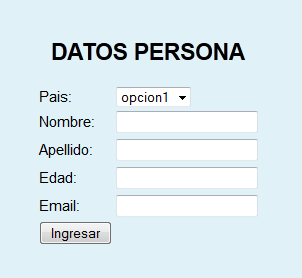 DATOS PERSONA
Pais: opcion1
Nombre:
Apellido:
Edad:
Email:
Ingresar